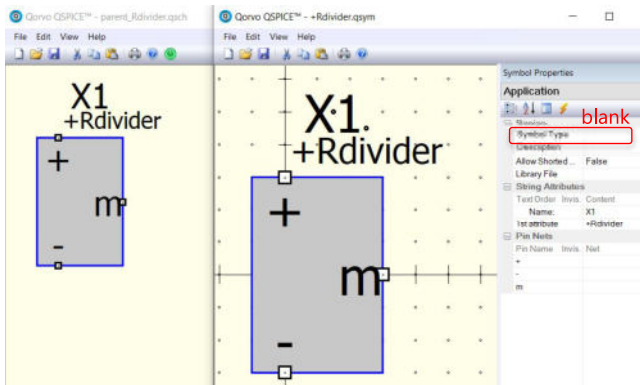 Qorvo QSPICE™ - parent_Rdivider.qsch
File Edit View Help
X1
+Rdivider
+
m
-
Qorvo QSPICE™ - +Rdivider.qsym
File Edit View Help
X1
+Rdivider
+
m
-
Symbol Properties
Application
blank
Symbol Type
Description
Allow Shorted ... False
Library File
String Attributes
Text Order Invis. Content
Name: X1
1st attribute +Rdivider
Pin Nets
Pin Name Invis. Net
+
-
m